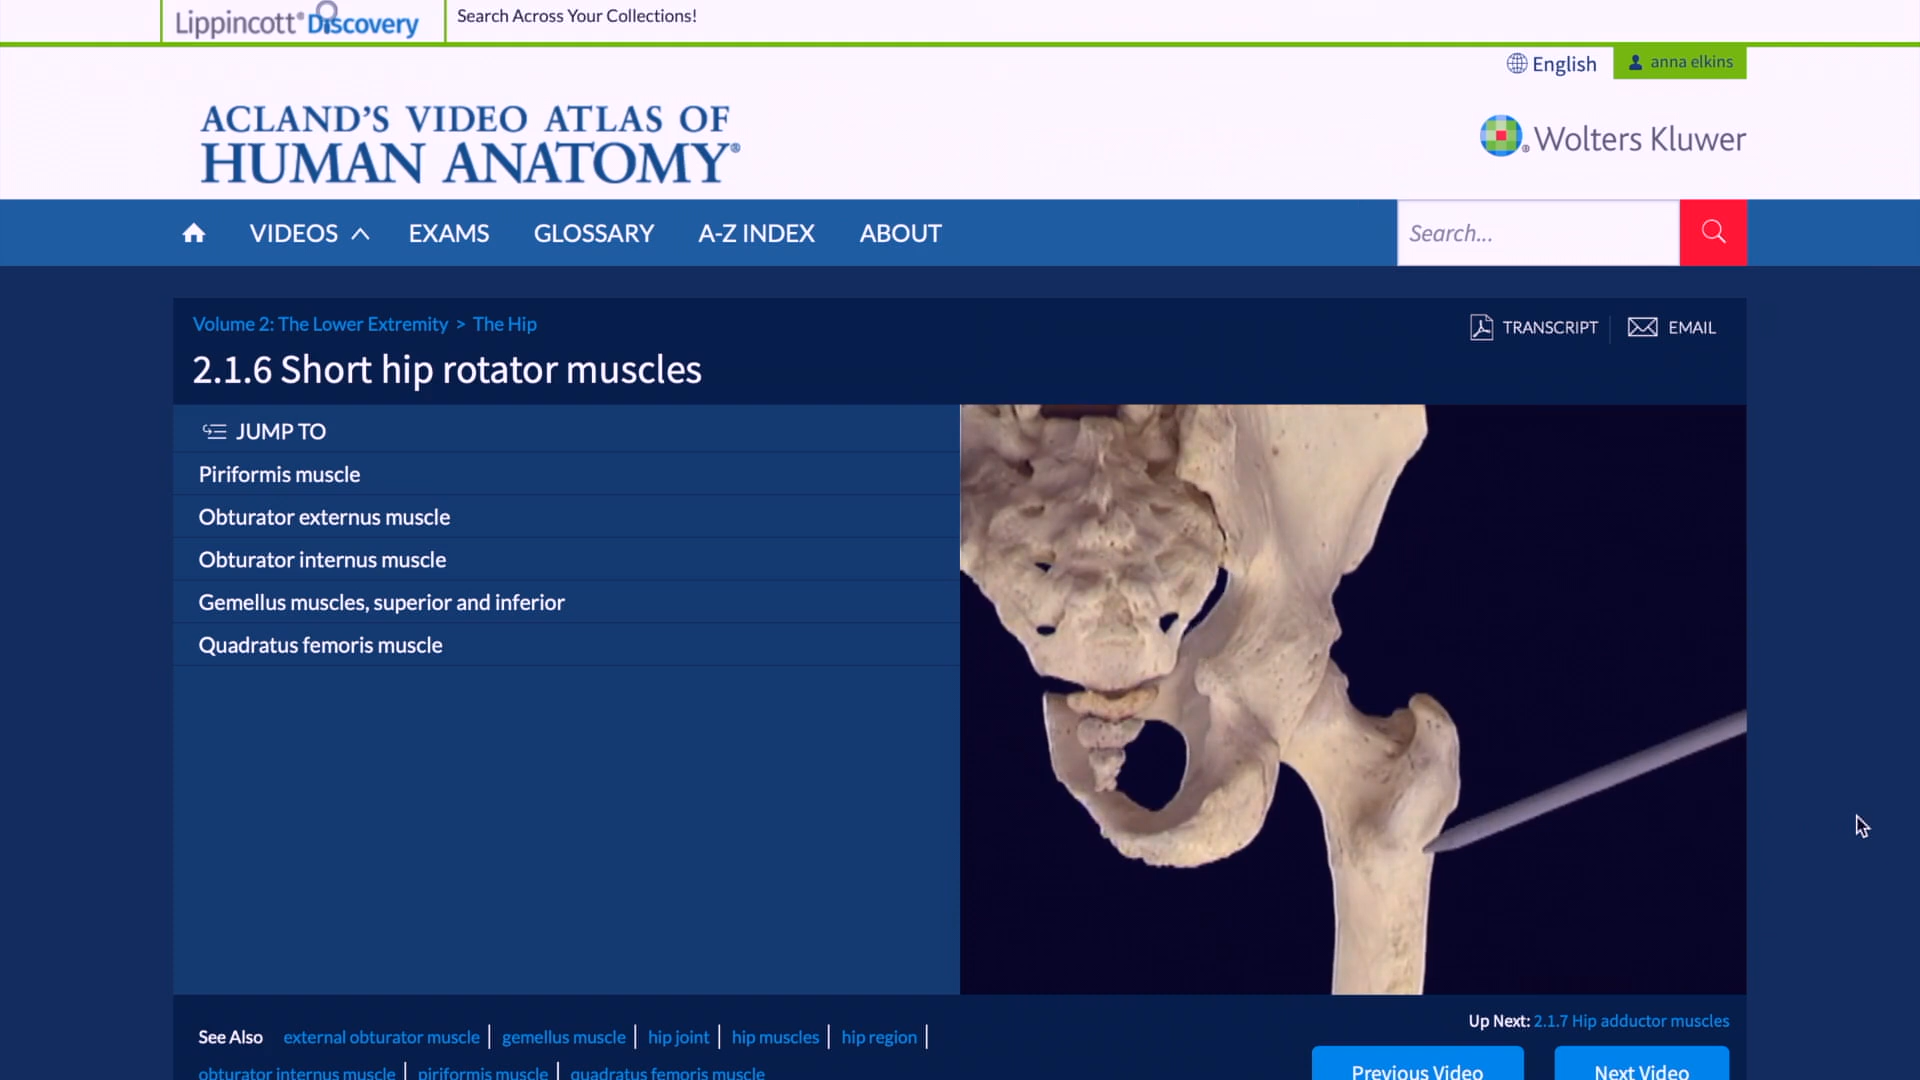 Lippincott® Discovery
Search Across Your Collections!
English
anna elkins
ACLAND'S VIDEO ATLAS OF
HUMAN ANATOMY®
Wolters Kluwer
VIDEOS EXAMS GLOSSARY A-Z INDEX ABOUT
Search...
Volume 2: The Lower Extremity > The Hip
TRANSCRIPT EMAIL
2.1.6 Short hip rotator muscles
JUMP TO
Piriformis muscle
Obturator externus muscle
Obturator internus muscle
Gemellus muscles, superior and inferior
Quadratus femoris muscle
See Also external obturator muscle | gemellus muscle | hip joint | hip muscles | hip region |
obturator internus muscle | piriformis muscle | quadratus femoris muscle
Up Next: 2.1.7 Hip adductor muscles
Previous Video Next Video